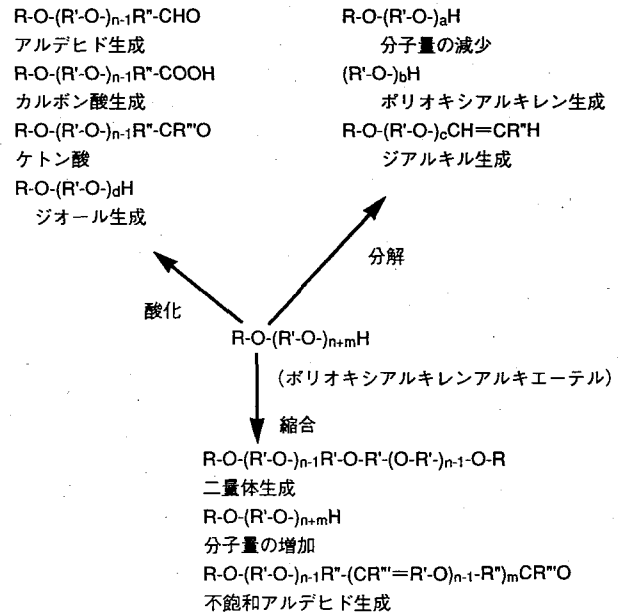 R-O-(R'-O-)n-1R"-CHO
アルデヒド生成
R-O-(R'-O-)n-1R"-COOH
カルボン酸生成
R-O-(R'-O-)n-1R"-CR"'O
ケトン酸
R-O-(R'-O-)dH
ジオール生成
R-O-(R'-O-)aH
分子量の減少
(R'-O-)bH
ポリオキシアルキレン生成
R-O-(R'-O-)cCH=CR"H
ジアルキル生成
酸化
分解
R-O-(R'-O-)n+mH
(ポリオキシアルキレンアルキエーテル)
縮合
R-O-(R'-O-)n-1R'-O-R'-(O-R'-)n-1-O-R
二量体生成
R-O-(R'-O-)n+mH
分子量の増加
R-O-(R'-O-)n-1R"-(CR"'=R'-O)n-1-R")mCR"'O
不飽和アルデヒド生成